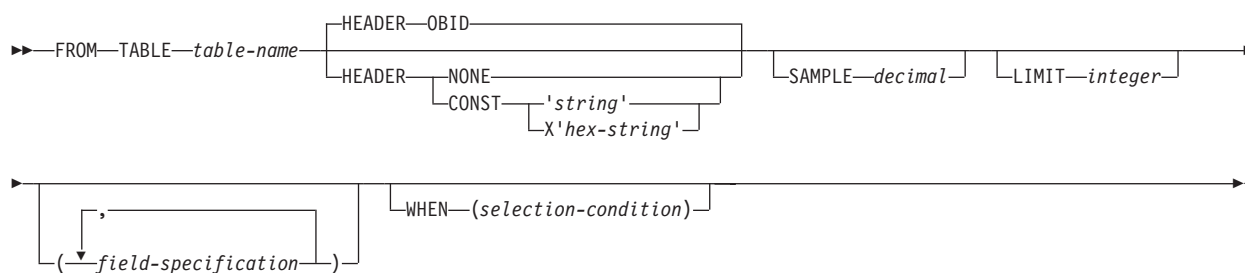 HEADER OBID
FROM TABLE table-name
HEADER NONE
SAMPLE decimal
LIMIT integer
CONST 'string'
X'hex-string'
,
( field-specification )
WHEN (selection-condition)